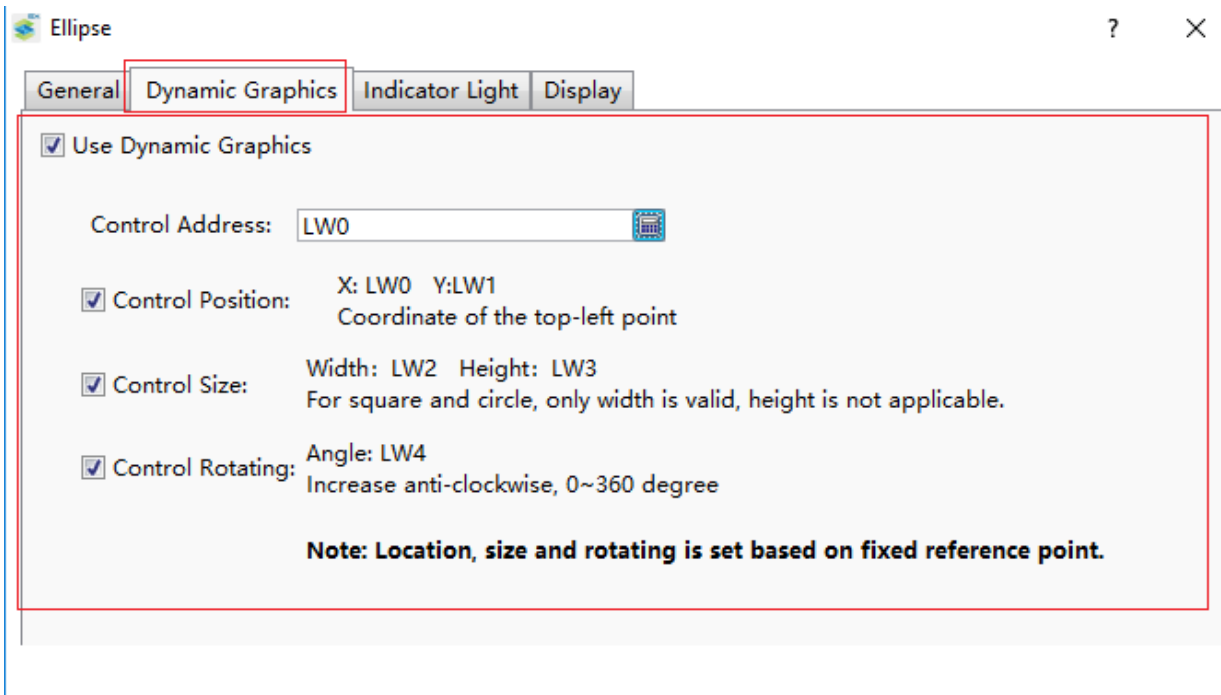 Ellipse
?
General Dynamic Graphics Indicator Light Display
Use Dynamic Graphics
Control Address: LW0
Control Position: X: LW0 Y:LW1
Coordinate of the top-left point
Control Size: Width: LW2 Height: LW3
For square and circle, only width is valid, height is not applicable.
Control Rotating: Angle: LW4
Increase anti-clockwise, 0~360 degree
Note: Location, size and rotating is set based on fixed reference point.